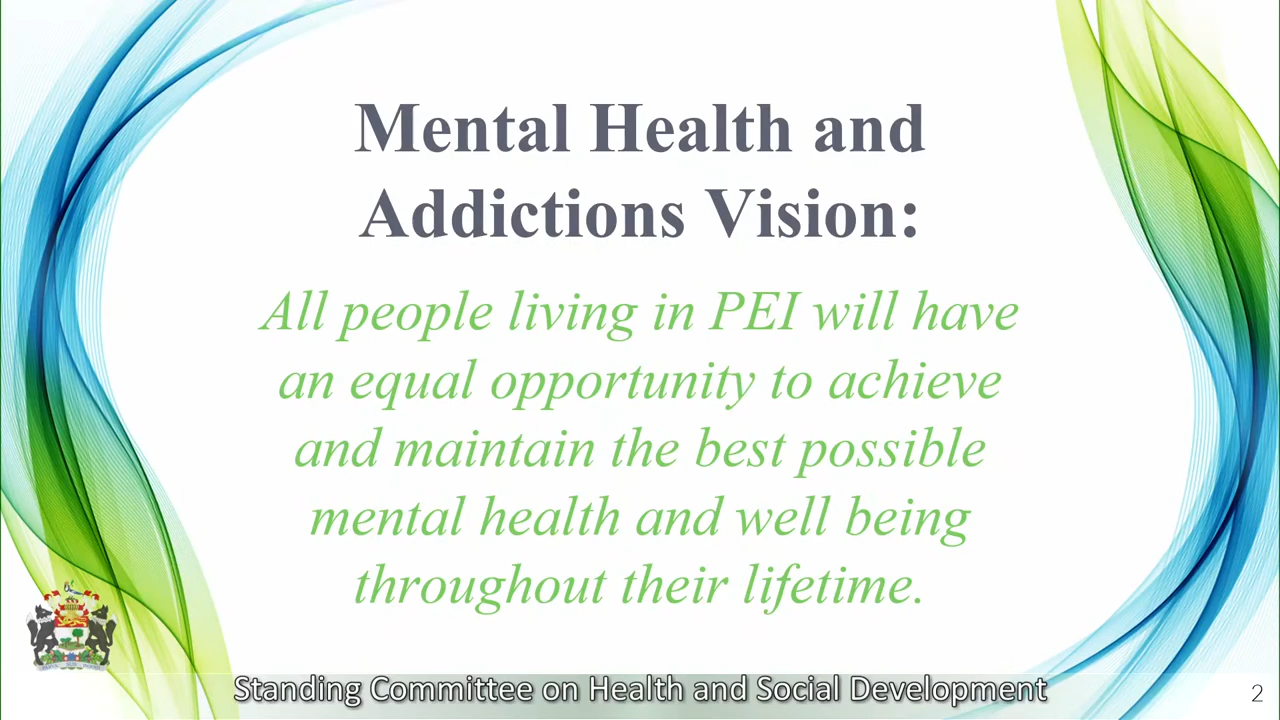 Mental Health and
Addictions Vision:
All people living in PEI will have
an equal opportunity to achieve
and maintain the best possible
mental health and well being
throughout their lifetime.
Standing Committee on Health and Social Development
2